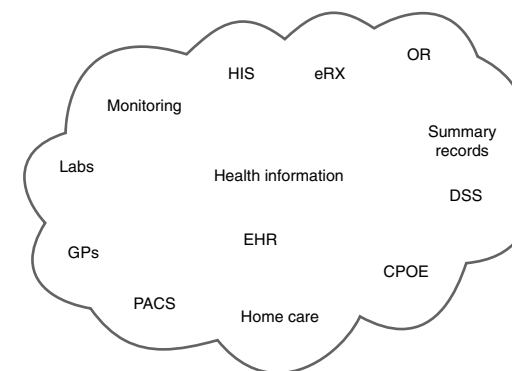 OR
HIS
eRX
Monitoring
Summary
records
Labs
Health information
DSS
EHR
GPs
CPOE
PACS
Home care